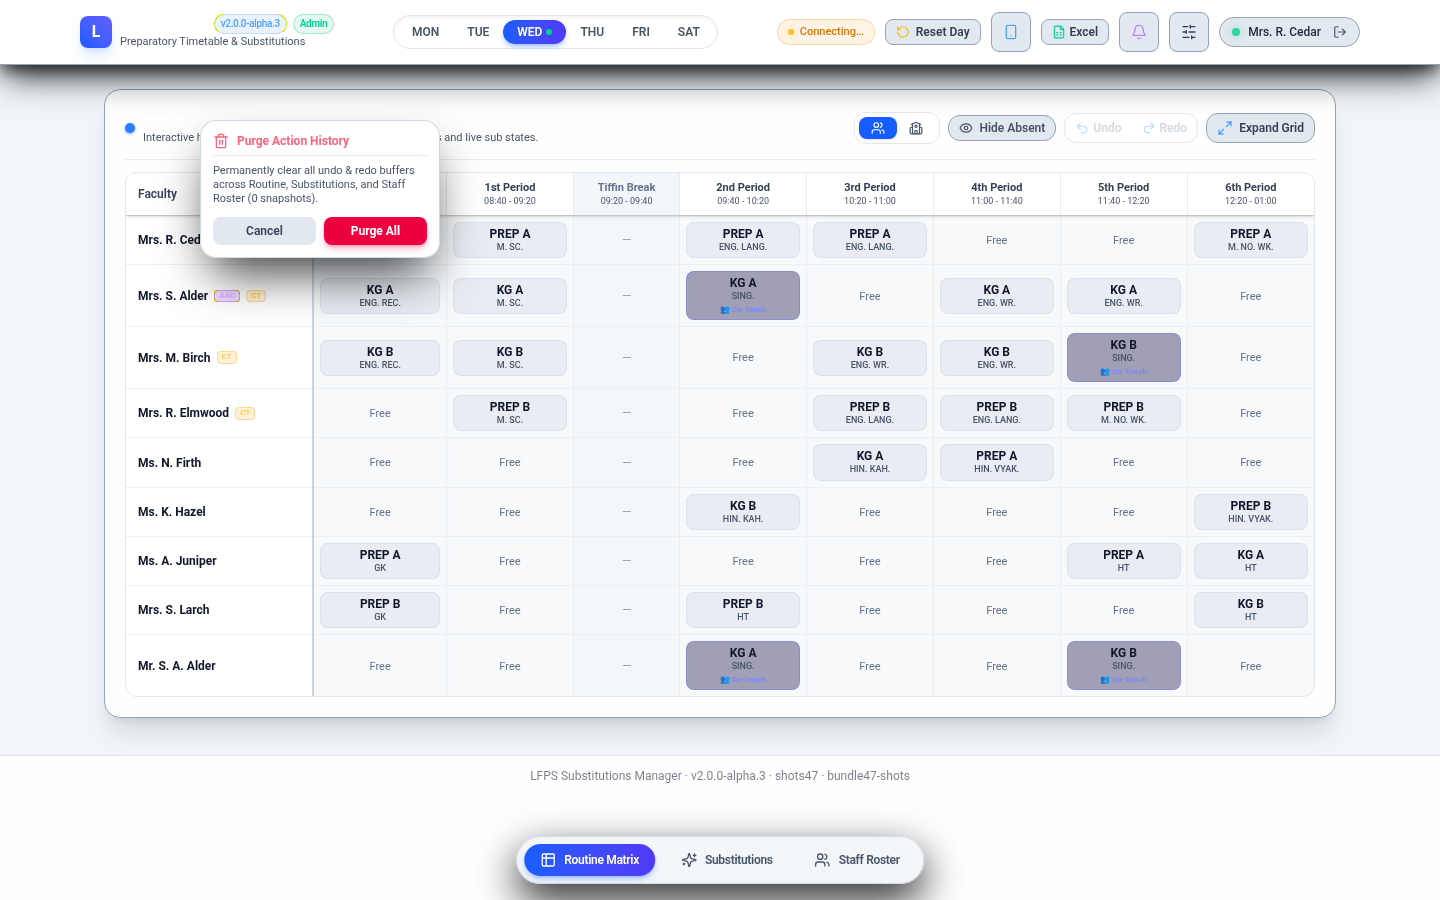 L
v2.0.0-alpha.3 Admin
Preparatory Timetable & Substitutions
MON TUE WED THU FRI SAT
Connecting... Reset Day Excel Mrs. R. Cedar
Interactive s and live sub states.
Hide Absent Undo Redo Expand Grid
Purge Action History
Permanently clear all undo & redo buffers
across Routine, Substitutions, and Staff
Roster (0 snapshots).
Cancel Purge All
Faculty 1st Period Tiffin Break 2nd Period 3rd Period 4th Period 5th Period 6th Period
08:40 - 09:20 09:20 - 09:40 09:40 - 10:20 10:20 - 11:00 11:00 - 11:40 11:40 - 12:20 12:20 - 01:00
Mrs. R. Ced PREP A — PREP A PREP A Free Free PREP A
M. SC. ENG. LANG. ENG. LANG. M. NO. WK.
Mrs. S. Alder AAC CT KG A KG A — KG A Free KG A KG A Free
ENG. REC. M. SC. SING. ENG. WR. ENG. WR.
Co-Teach
Mrs. M. Birch CT KG B KG B — Free KG B KG B KG B Free
ENG. REC. M. SC. ENG. WR. ENG. WR. SING.
Co-Teach
Mrs. R. Elmwood CT Free PREP B — Free PREP B PREP B PREP B Free
M. SC. ENG. LANG. ENG. LANG. M. NO. WK.
Ms. N. Firth Free Free — Free KG A PREP A Free Free
HIN. KAH. HIN. VYAK.
Ms. K. Hazel Free Free — KG B Free Free Free PREP B
HIN. KAH. HIN. VYAK.
Ms. A. Juniper PREP A Free — Free Free Free PREP A KG A
GK HT HT
Mrs. S. Larch PREP B Free — PREP B Free Free Free KG B
GK HT HT
Mr. S. A. Alder Free Free — KG A Free Free KG B Free
SING. SING.
Co-Teach Co-Teach
LFPS Substitutions Manager · v2.0.0-alpha.3 · shots47 · bundle47-shots
Routine Matrix Substitutions Staff Roster